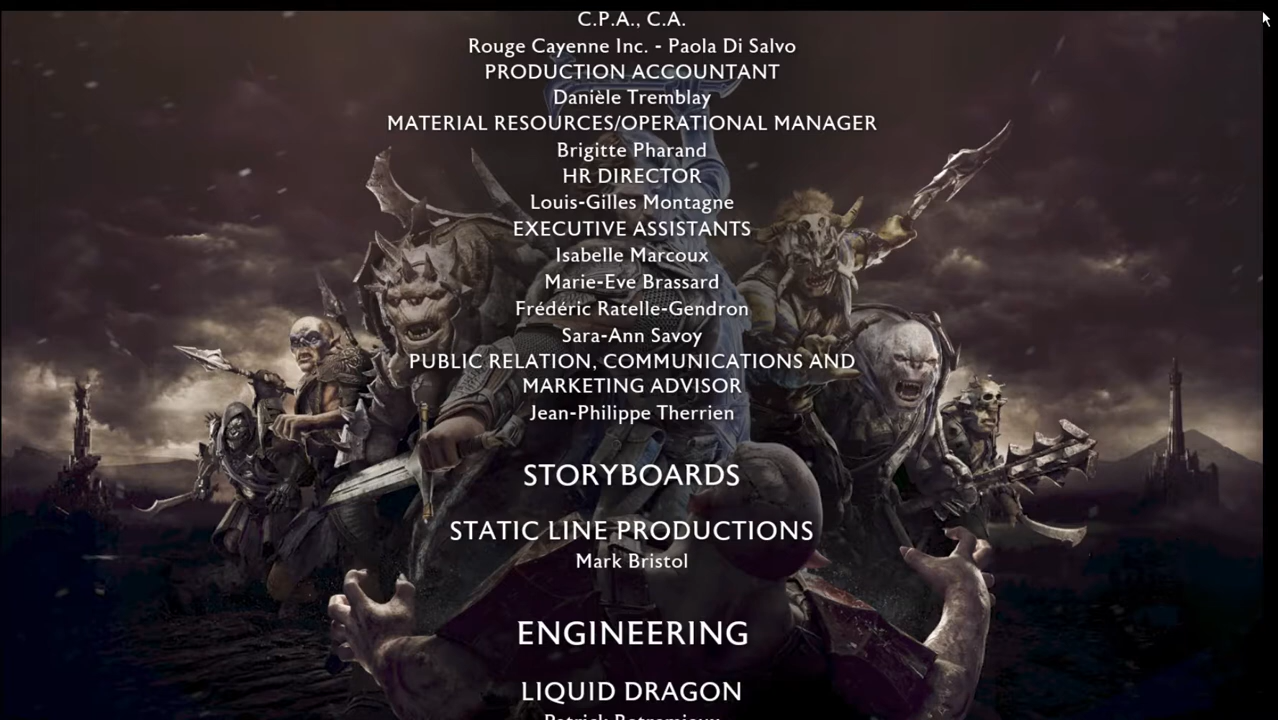 C.P.A., C.A.
Rouge Cayenne Inc. - Paola Di Salvo
PRODUCTION ACCOUNTANT
Danièle Tremblay
MATERIAL RESOURCES/OPERATIONAL MANAGER
Brigitte Pharand
HR DIRECTOR
Louis-Gilles Montagne
EXECUTIVE ASSISTANTS
Isabelle Marcoux
Marie-Eve Brassard
Frédéric Ratelle-Gendron
Sara-Ann Savoy
PUBLIC RELATION, COMMUNICATIONS AND
MARKETING ADVISOR
Jean-Philippe Therrien
STORYBOARDS
STATIC LINE PRODUCTIONS
Mark Bristol
ENGINEERING
LIQUID DRAGON
Patrick